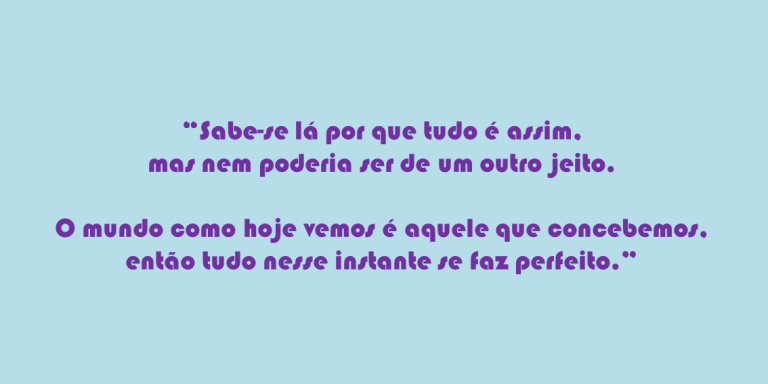 "Sabe-se lá por que tudo é assim,
mas nem poderia ser de um outro jeito.
O mundo como hoje vemos é aquele que concebemos,
então tudo nesse instante se faz perfeito."